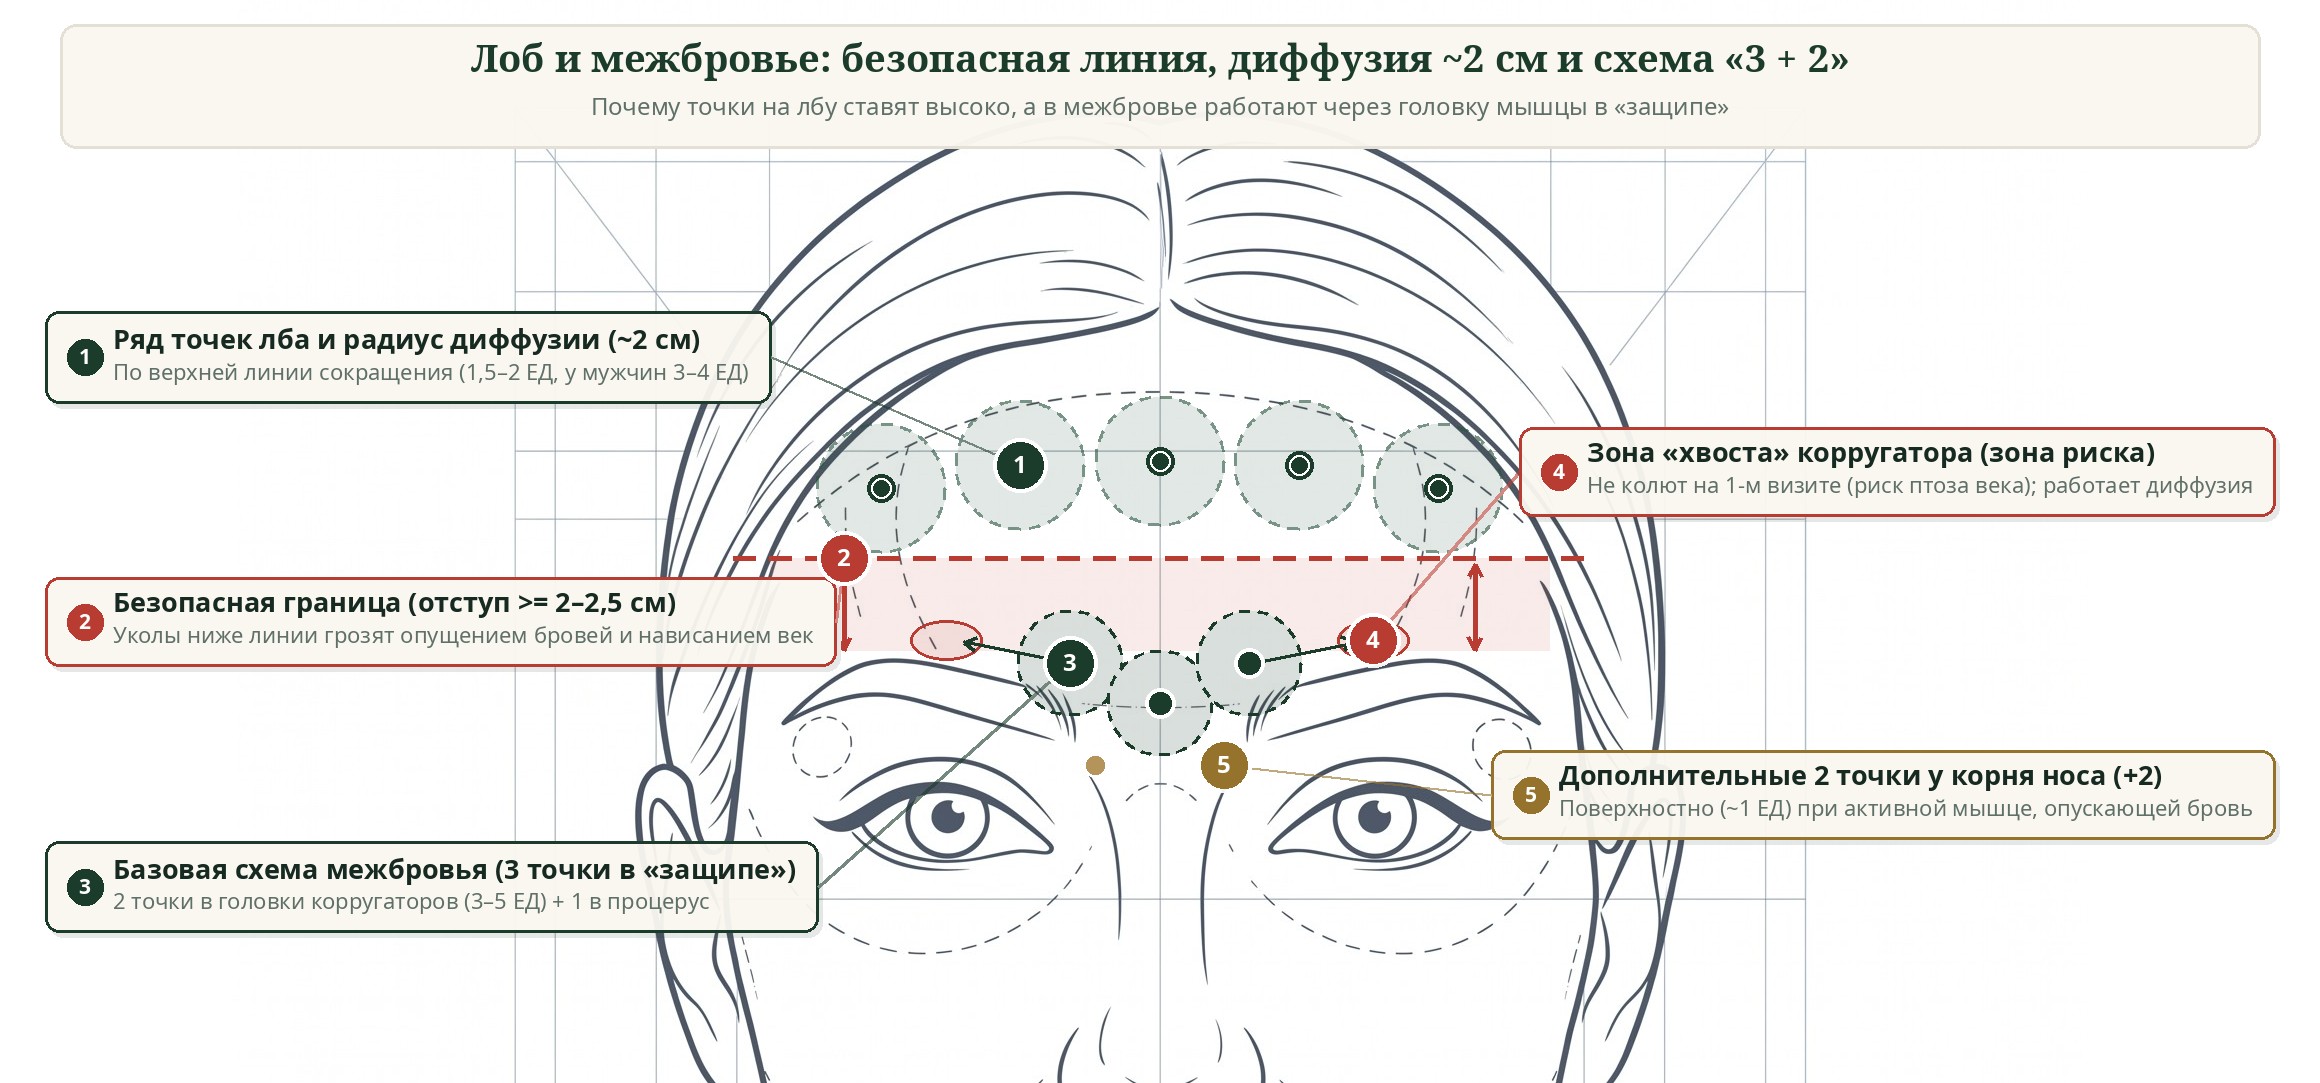 Лоб и межбровье: безопасная линия, диффузия ~2 см и схема «3 + 2»
Почему точки на лбу ставят высоко, а в межбровье работают через головку мышцы в «защипе»
1 Ряд точек лба и радиус диффузии (~2 см)
По верхней линии сокращения (1,5–2 ЕД, у мужчин 3–4 ЕД)
1
4 Зона «хвоста» корругатора (зона риска)
Не колют на 1-м визите (риск птоза века); работает диффузия
2
2 Безопасная граница (отступ >= 2–2,5 см)
Уколы ниже линии грозят опущением бровей и нависанием век
3
4
5
5 Дополнительные 2 точки у корня носа (+2)
Поверхностно (~1 ЕД) при активной мышце, опускающей бровь
3 Базовая схема межбровья (3 точки в «защипе»)
2 точки в головки корругаторов (3–5 ЕД) + 1 в процерус